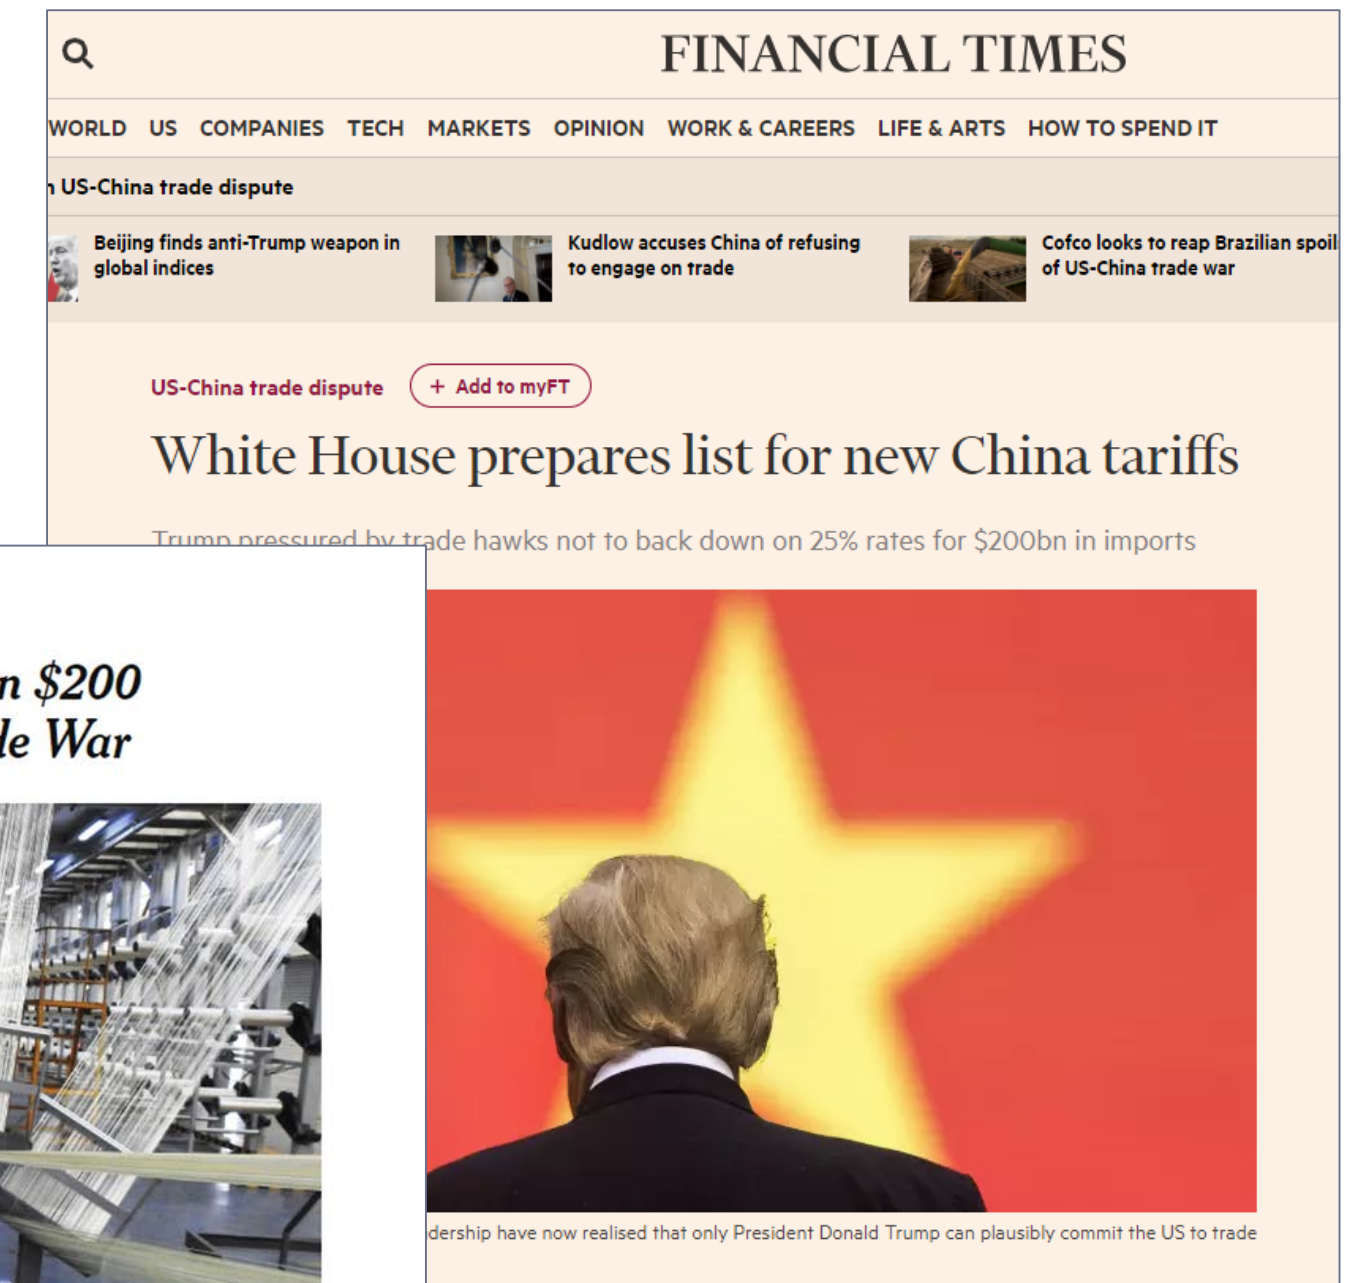 FINANCIAL TIMES
WORLD US COMPANIES TECH MARKETS OPINION WORK & CAREERS LIFE & ARTS HOW TO SPEND IT
US-China trade dispute
Beijing finds anti-Trump weapon in
global indices
Kudlow accuses China of refusing
to engage on trade
Cofco looks to reap Brazilian spoil
of US-China trade war
US-China trade dispute
+ Add to myFT
White House prepares list for new China tariffs
Trump pressured by trade hawks not to back down on 25% rates for $200bn in imports
n $200
de War
dership have now realised that only President Donald Trump can plausibly commit the US to trade